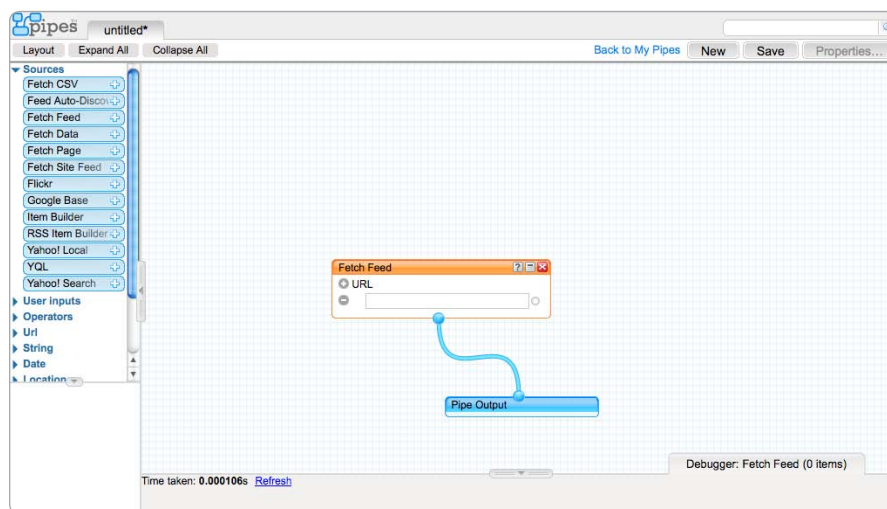 pipes
untitled*
Layout Expand All Collapse All Back to My Pipes New Save Properties...
Sources
Fetch CSV
Feed Auto-Discov
Fetch Feed
Fetch Data
Fetch Page
Fetch Site Feed
Flickr
Google Base
Item Builder
RSS Item Builder
Yahoo! Local
YQL
Yahoo! Search
User inputs
Operators
Url
String
Date
Location
Fetch Feed
URL
Pipe Output
Debugger: Fetch Feed (0 items)
Time taken: 0.000106s Refresh